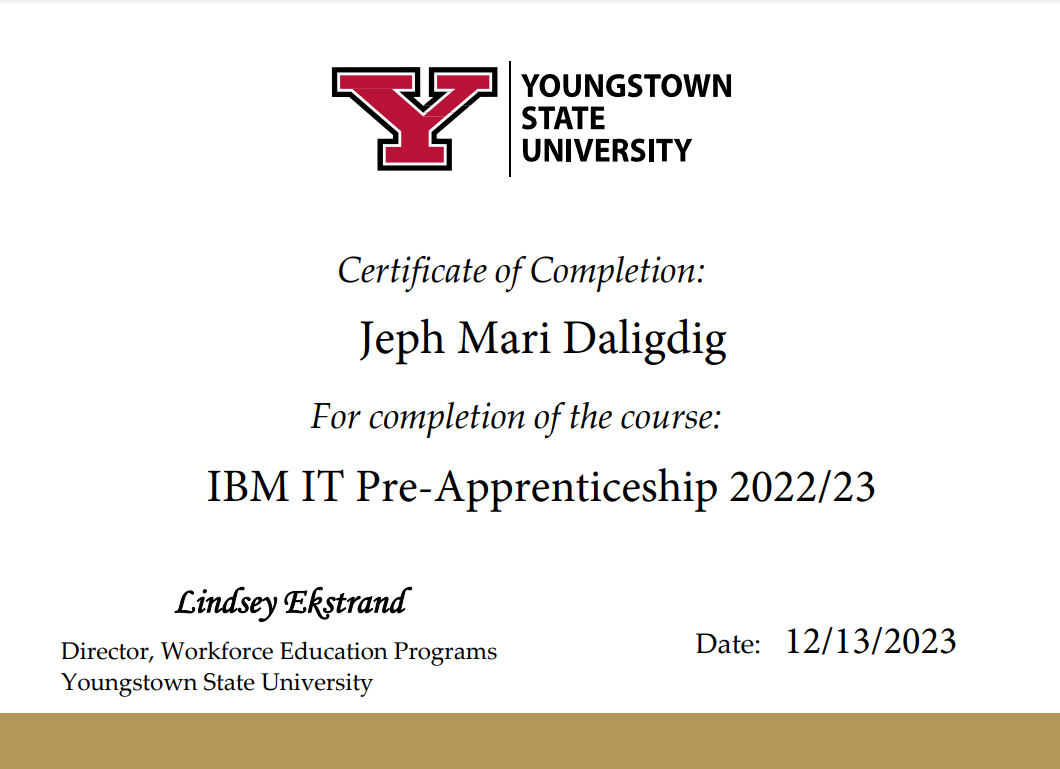 Y
YOUNGSTOWN
STATE
UNIVERSITY
Certificate of Completion:
Jeph Mari Daligdig
For completion of the course:
IBM IT Pre-Apprenticeship 2022/23
Lindsey Ekstrand
Director, Workforce Education Programs
Youngstown State University
Date: 12/13/2023